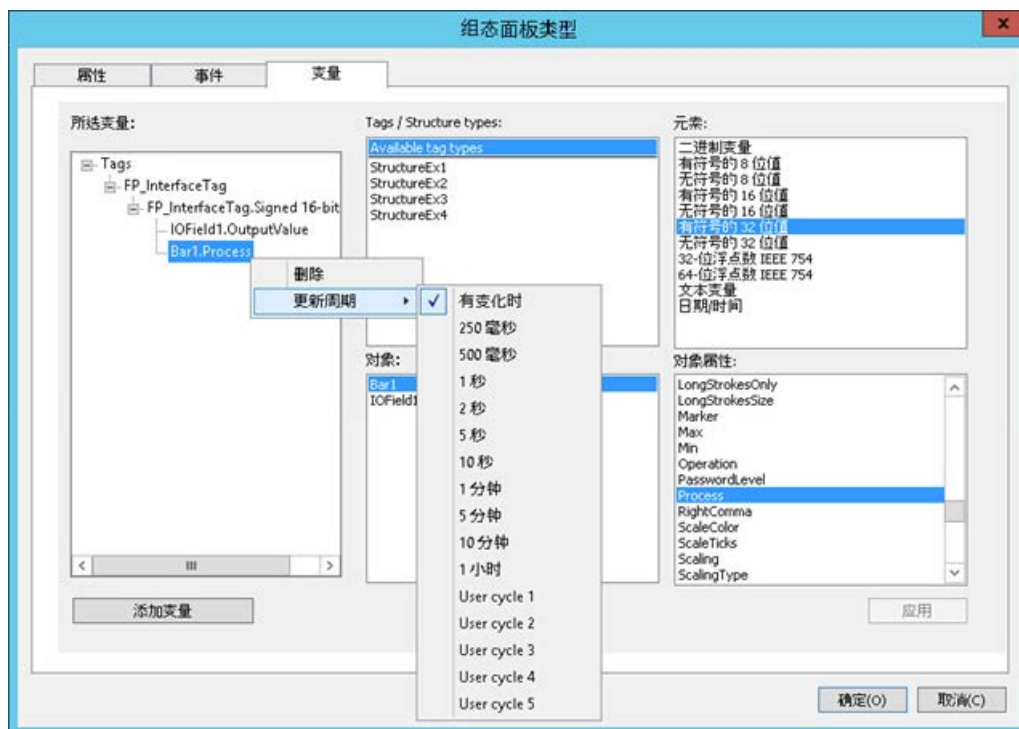 组态面板类型
x
属性
事件
变量
所选变量:
Tags
FP_InterfaceTag
FP_InterfaceTag.Signed 16-bit
IOField1.OutputValue
Bar1.Process
添加变量
Tags / Structure types:
Available tag types
StructureEx1
StructureEx2
StructureEx3
StructureEx4
元素:
二进制变量
有符号的 8 位值
无符号的 8 位值
有符号的 16 位值
无符号的 16 位值
有符号的 32 位值
无符号的 32 位值
32-位浮点数 IEEE 754
64-位浮点数 IEEE 754
文本变量
日期/时间
删除
更新周期
有变化时
250 毫秒
500 毫秒
1 秒
2 秒
5 秒
10 秒
1 分钟
5 分钟
10 分钟
1 小时
User cycle 1
User cycle 2
User cycle 3
User cycle 4
User cycle 5
对象:
Bar1
IOField1
对象属性:
LongStrokesOnly
LongStrokesSize
Marker
Max
Min
Operation
PasswordLevel
Process
RightComma
ScaleColor
ScaleTicks
Scaling
ScalingType
应用
确定(O)
取消(C)